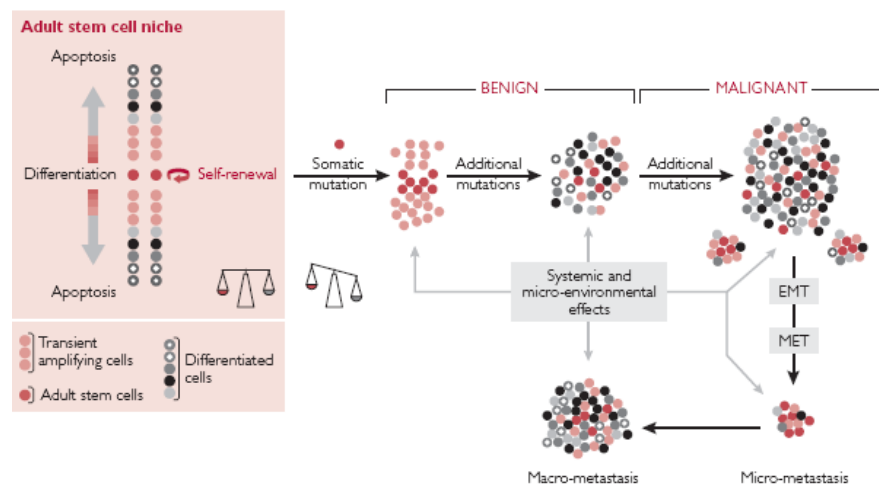 Adult stem cell niche
Apoptosis
Differentiation
Self-renewal
Apoptosis
Transient
amplifying cells
Adult stem cells
Differentiated
cells
BENIGN
MALIGNANT
Somatic
mutation
Additional
mutations
Additional
mutations
Systemic and
micro-environmental
effects
EMT
MET
Macro-metastasis
Micro-metastasis